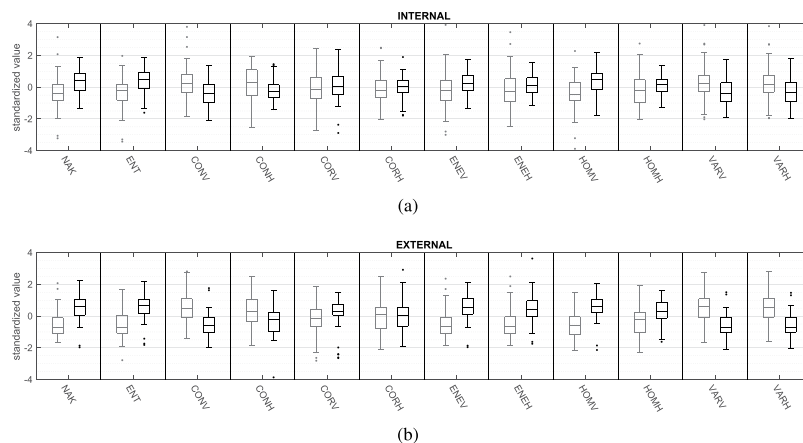 INTERNAL
4
2
0
-2
-4
standardized value
NAK ENT CONV CONH CORV CORH ENEV ENEH HOMV HOMH VARV VARH
(a)
EXTERNAL
4
2
0
-2
-4
standardized value
NAK ENT CONV CONH CORV CORH ENEV ENEH HOMV HOMH VARV VARH
(b)